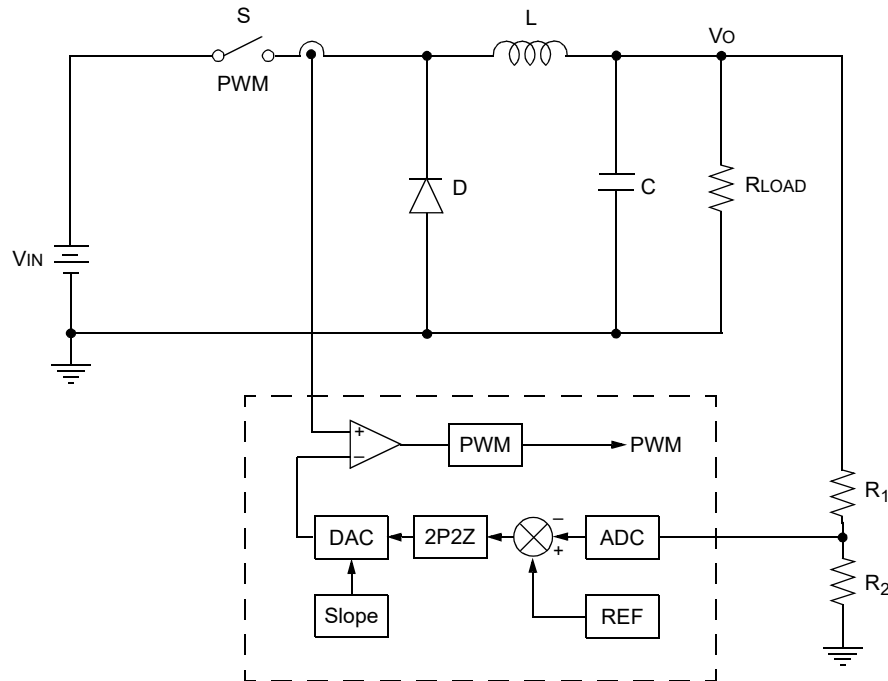 S
L
VO
PWM
D
C
RLOAD
VIN
+
−
PWM
PWM
R1
DAC
2P2Z
−
+
ADC
R2
Slope
REF